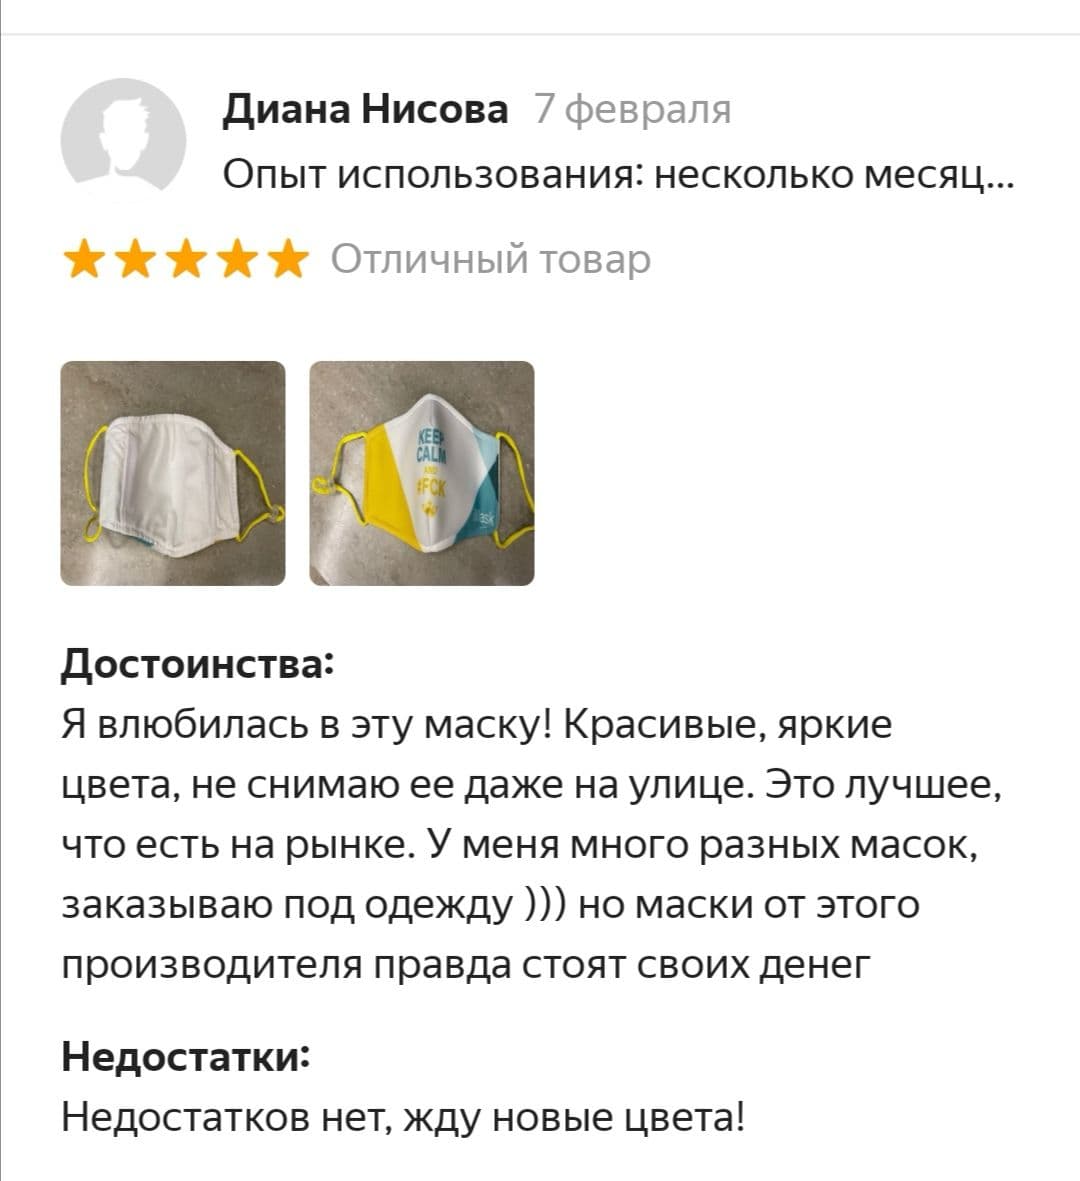 Диана Нисова 7 февраля
Опыт использования: несколько месяц...
Отличный товар
KEEP
CALM
AND
#FCK
ask
Достоинства:
Я влюбилась в эту маску! Красивые, яркие
цвета, не снимаю ее даже на улице. Это лучшее,
что есть на рынке. У меня много разных масок,
заказываю под одежду ))) но маски от этого
производителя правда стоят своих денег
Недостатки:
Недостатков нет, жду новые цвета!